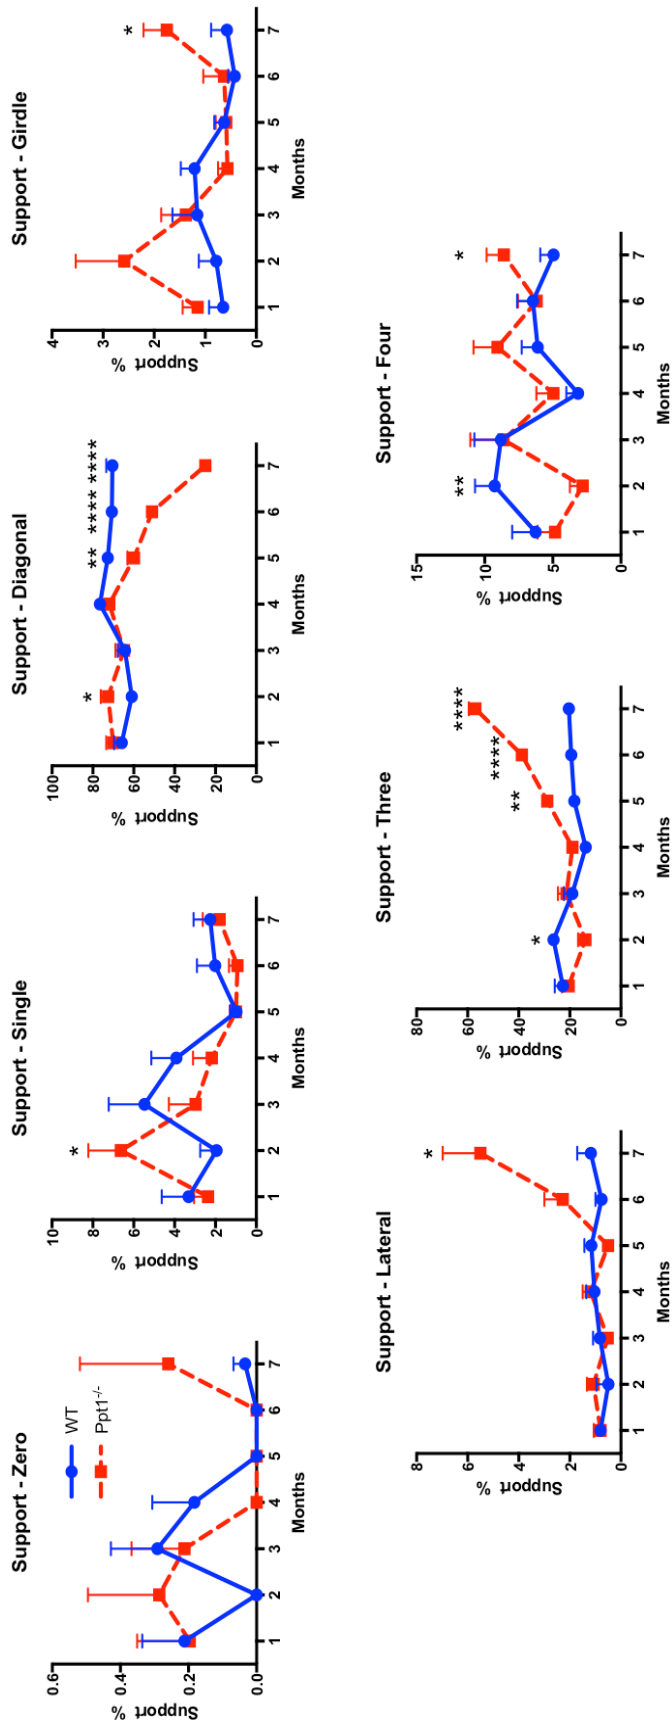 Support - Zero
Support %
0.6
0.4
0.2
0.0
1 2 3 4 5 6 7
Months
WT
Ppt1-/-
Support - Single
Support %
10
8
6
4
2
0
1 2 3 4 5 6 7
Months
*
Support - Diagonal
Support %
100
80
60
40
20
0
1 2 3 4 5 6 7
Months
* ** **** ****
Support - Girdle
Support %
4
3
2
1
0
1 2 3 4 5 6 7
Months
*
Support - Lateral
Support %
8
6
4
2
0
1 2 3 4 5 6 7
Months
*
Support - Three
Support %
80
60
40
20
0
1 2 3 4 5 6 7
Months
* ** **** ****
Support - Four
Support %
15
10
5
0
1 2 3 4 5 6 7
Months
** *